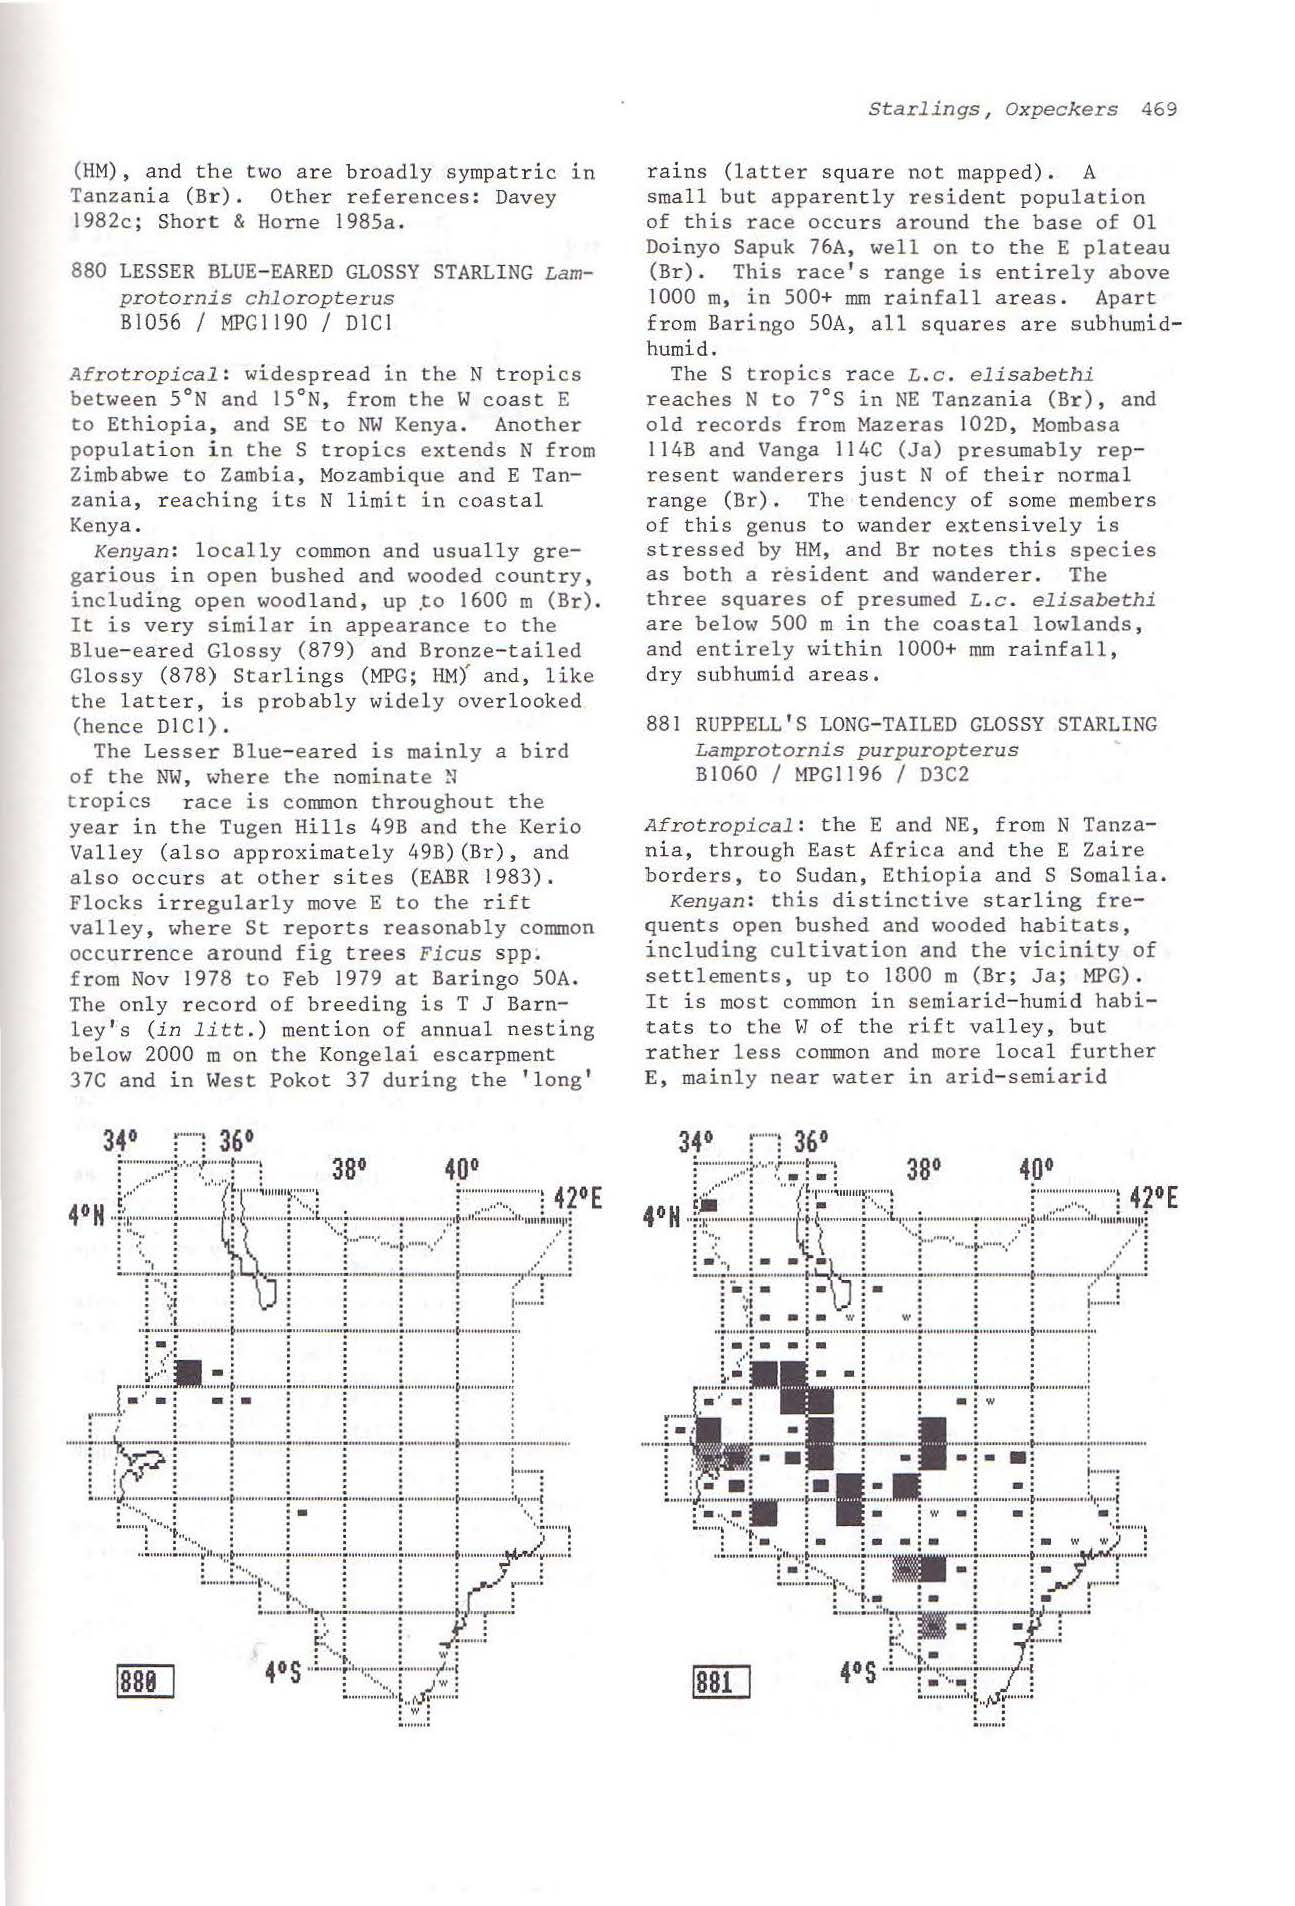 Starlings, Oxpeckers 469
(HM), and the two are broadly sympatric in
Tanzania (Br). Other references: Davey
1982c; Short & Horne 1985a.
880 LESSER BLUE-EARED GLOSSY STARLING Lam-
protornis chloropterus
B1056 / MPG1190 / D1C1
Afrotropical: widespread in the N tropics
between 5°N and 15°N, from the W coast E
to Ethiopia, and SE to NW Kenya. Another
population in the S tropics extends N from
Zimbabwe to Zambia, Mozambique and E Tan-
zania, reaching its N limit in coastal
Kenya.
Kenyan: locally common and usually gre-
garious in open bushed and wooded country,
including open woodland, up to 1600 m (Br).
It is very similar in appearance to the
Blue-eared Glossy (879) and Bronze-tailed
Glossy (878) Starlings (MPG; HM) and, like
the latter, is probably widely overlooked
(hence D1C1).
The Lesser Blue-eared is mainly a bird
of the NW, where the nominate N
tropics race is common throughout the
year in the Tugen Hills 49B and the Kerio
Valley (also approximately 49B)(Br), and
also occurs at other sites (EABR 1983).
Flocks irregularly move E to the rift
valley, where St reports reasonably common
occurrence around fig trees Ficus spp.
from Nov 1978 to Feb 1979 at Baringo 50A.
The only record of breeding is T J Barn-
ley's (in litt.) mention of annual nesting
below 2000 m on the Kongelai escarpment
37C and in West Pokot 37 during the 'long'
rains (latter square not mapped). A
small but apparently resident population
of this race occurs around the base of Ol
Doinyo Sapuk 76A, well on to the E plateau
(Br). This race's range is entirely above
1000 m, in 500+ mm rainfall areas. Apart
from Baringo 50A, all squares are subhumid-
humid.
The S tropics race L.c. elisabethi
reaches N to 7°S in NE Tanzania (Br), and
old records from Mazeras 102D, Mombasa
114B and Vanga 114C (Ja) presumably rep-
resent wanderers just N of their normal
range (Br). The tendency of some members
of this genus to wander extensively is
stressed by HM, and Br notes this species
as both a resident and wanderer. The
three squares of presumed L.c. elisabethi
are below 500 m in the coastal lowlands,
and entirely within 1000+ mm rainfall,
dry subhumid areas.
881 RUPPELL'S LONG-TAILED GLOSSY STARLING
Lamprotornis purpuropterus
B1060 / MPG1196 / D3C2
Afrotropical: the E and NE, from N Tanza-
nia, through East Africa and the E Zaire
borders, to Sudan, Ethiopia and S Somalia.
Kenyan: this distinctive starling fre-
quents open bushed and wooded habitats,
including cultivation and the vicinity of
settlements, up to 1800 m (Br; Ja; MPG).
It is most common in semiarid-humid habi-
tats to the W of the rift valley, but
rather less common and more local further
E, mainly near water in arid-semiarid
34° 36°
38° 40°
42°E
4°N
4°S
880
34° 36°
38° 40°
42°E
4°N
4°S
881